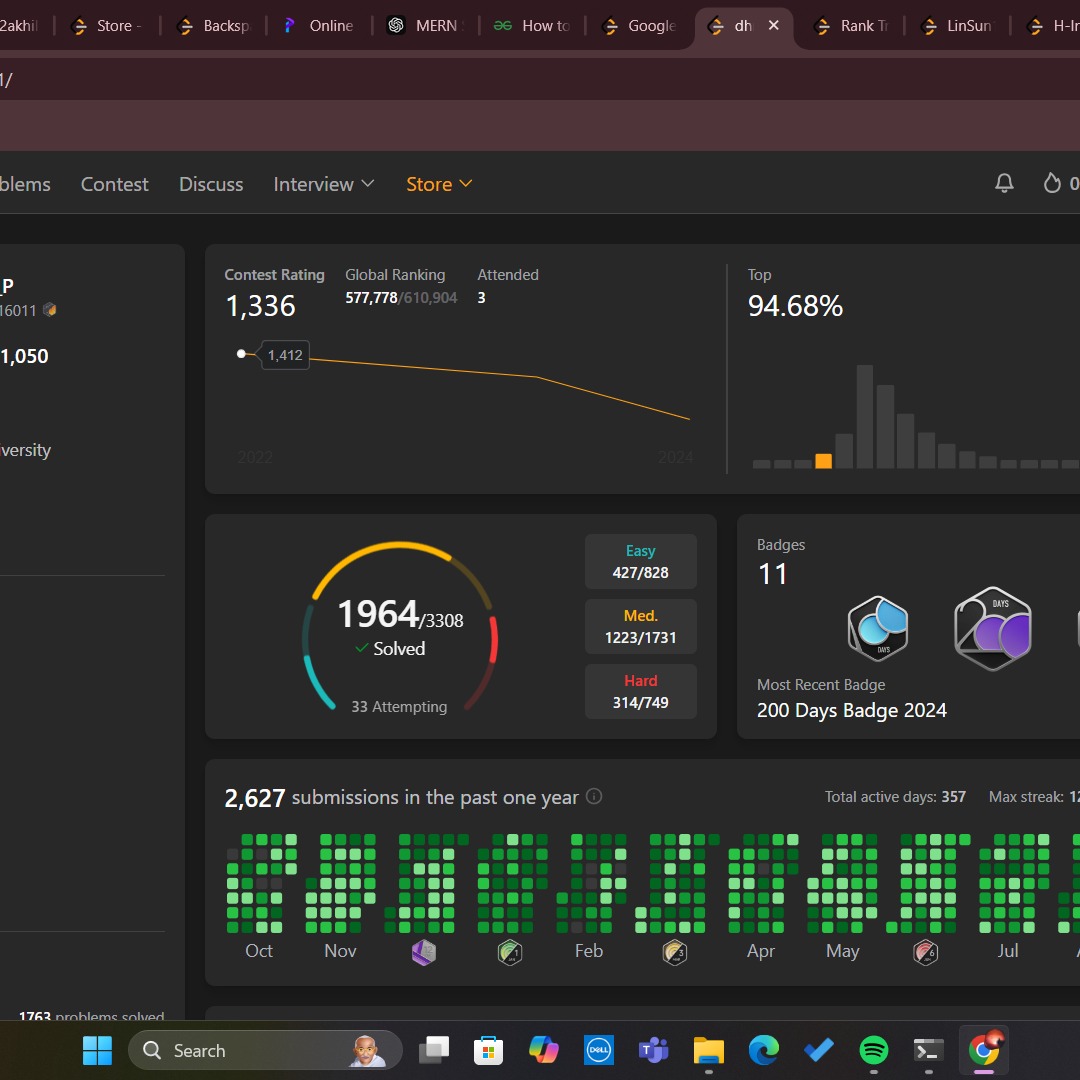 2akhil Store - Backsp Online MERN S How to Google dh Rank Tr LinSun H-In
1/
blems Contest Discuss Interview Store 0
_P
16011
1,050
versity
1763 problems solved
Contest Rating Global Ranking Attended
1,336 577,778/610,904 3
1,412
2022 2024
Top
94.68%
1964/3308
Solved
33 Attempting
Easy
427/828
Med.
1223/1731
Hard
314/749
Badges
11
DAYS
DAYS
Most Recent Badge
200 Days Badge 2024
2,627 submissions in the past one year Total active days: 357 Max streak: 12
Oct Nov Feb Apr May Jul A
Search
DELL